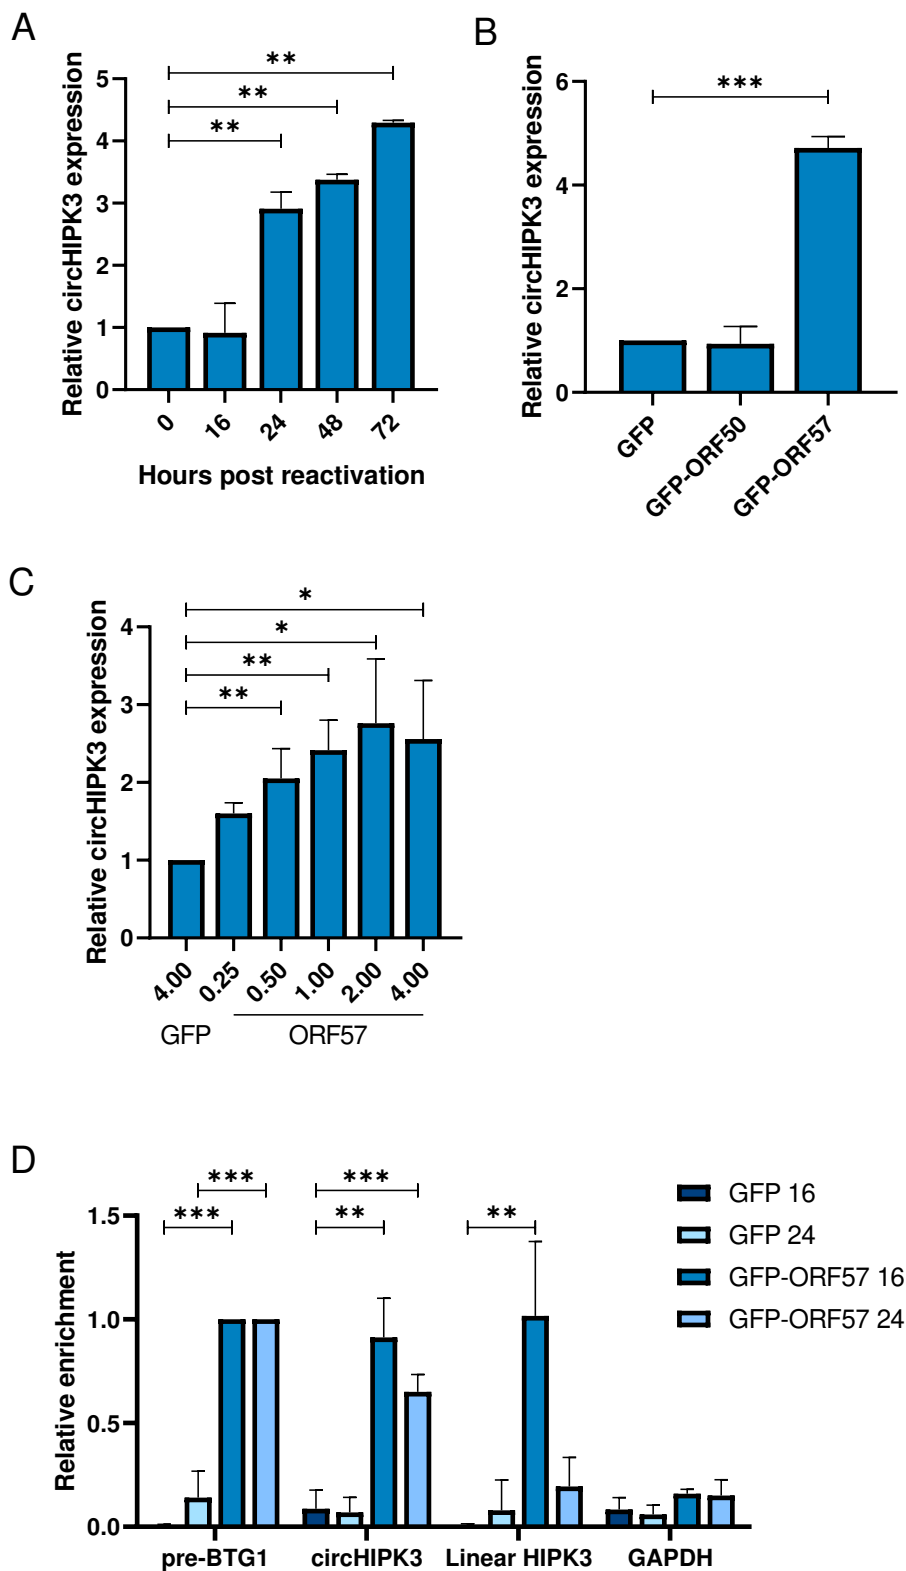 A
Relative circHIPK3 expression
5
4
3
2
1
0
**
**
**
0
16
24
48
72
Hours post reactivation
B
Relative circHIPK3 expression
6
4
2
0
***
GFP
GFP-ORF50
GFP-ORF57
C
Relative circHIPK3 expression
4
3
2
1
0
*
*
**
**
4.00
0.25
0.50
1.00
2.00
4.00
GFP
ORF57
D
Relative enrichment
1.5
1.0
0.5
0.0
***
***
***
**
**
pre-BTG1
circHIPK3
Linear HIPK3
GAPDH
GFP 16
GFP 24
GFP-ORF57 16
GFP-ORF57 24